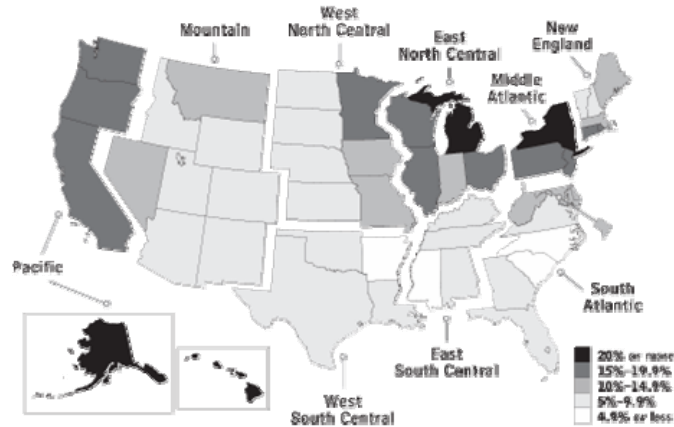 West
North Central
Mountain
East
North Central
New
England
Middle
Atlantic
Pacific
South
Atlantic
East
South Central
West
South Central
20% or more
15%-19.9%
10%-14.9%
5%-9.9%
4.9% or less